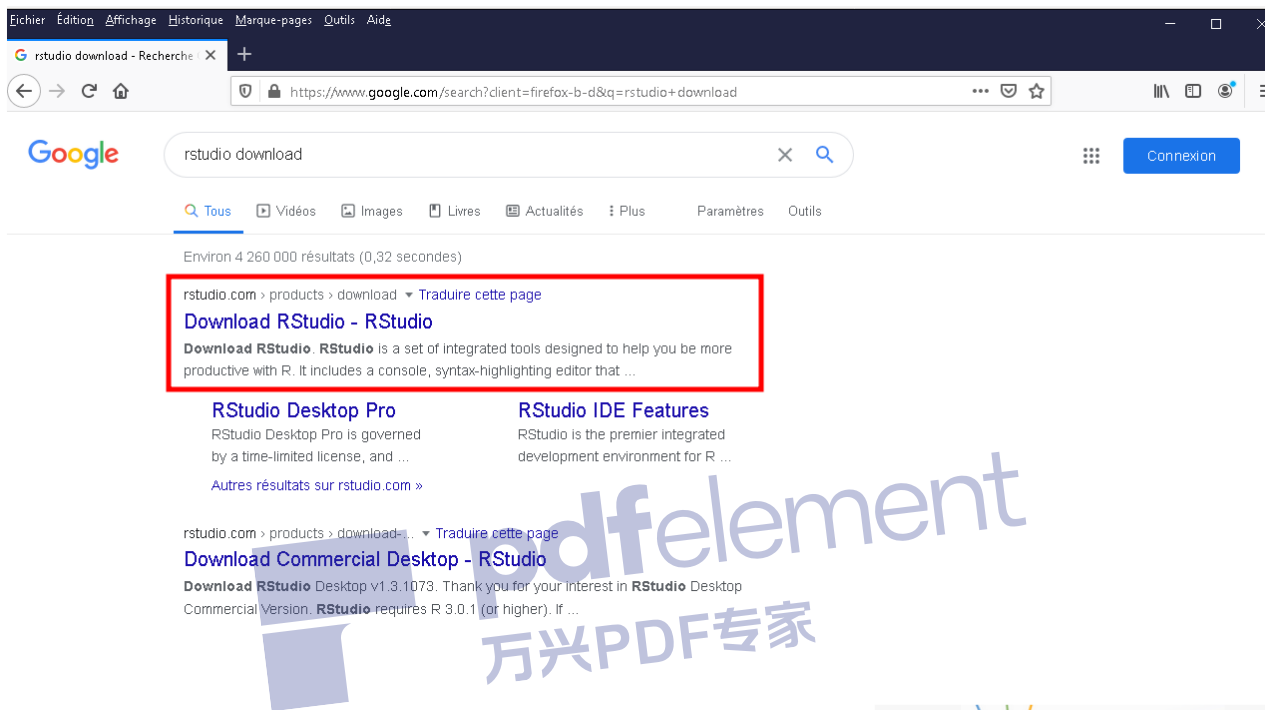 Fichier Édition Affichage Historique Marque-pages Outils Aide
rstudio download - Recherche
https://www.google.com/search?client=firefox-b-d&q=rstudio+download
Google
rstudio download
Connexion
Tous Vidéos Images Livres Actualités Plus Paramètres Outils
Environ 4 260 000 résultats (0,32 secondes)
rstudio.com › products › download Traduire cette page
Download RStudio - RStudio
Download RStudio. RStudio is a set of integrated tools designed to help you be more
productive with R. It includes a console, syntax-highlighting editor that ...
RStudio Desktop Pro
RStudio Desktop Pro is governed
by a time-limited license, and ...
RStudio IDE Features
RStudio is the premier integrated
development environment for R ...
Autres résultats sur rstudio.com »
rstudio.com › products › download-... Traduire cette page
Download Commercial Desktop - RStudio
Download RStudio Desktop v1.3.1073. Thank you for your interest in RStudio Desktop
Commercial Version. RStudio requires R 3.0.1 (or higher). If ...
pdfelement
万兴PDF专家